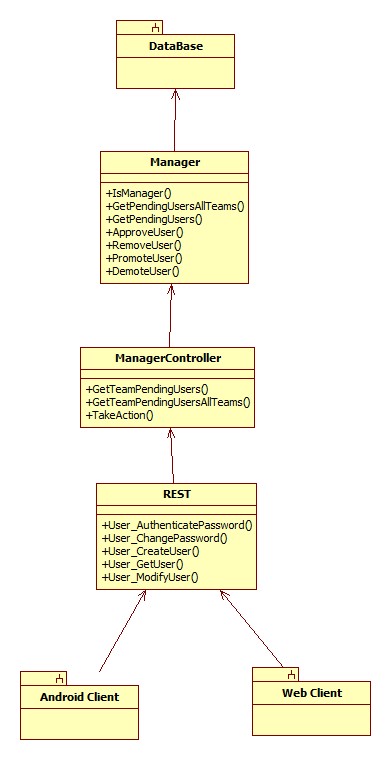 DataBase
Manager
+IsManager()
+GetPendingUsersAllTeams()
+GetPendingUsers()
+ApproveUser()
+RemoveUser()
+PromoteUser()
+DemoteUser()
ManagerController
+GetTeamPendingUsers()
+GetTeamPendingUsersAllTeams()
+TakeAction()
REST
+User_AuthenticatePassword()
+User_ChangePassword()
+User_CreateUser()
+User_GetUser()
+User_ModifyUser()
Android Client
Web Client